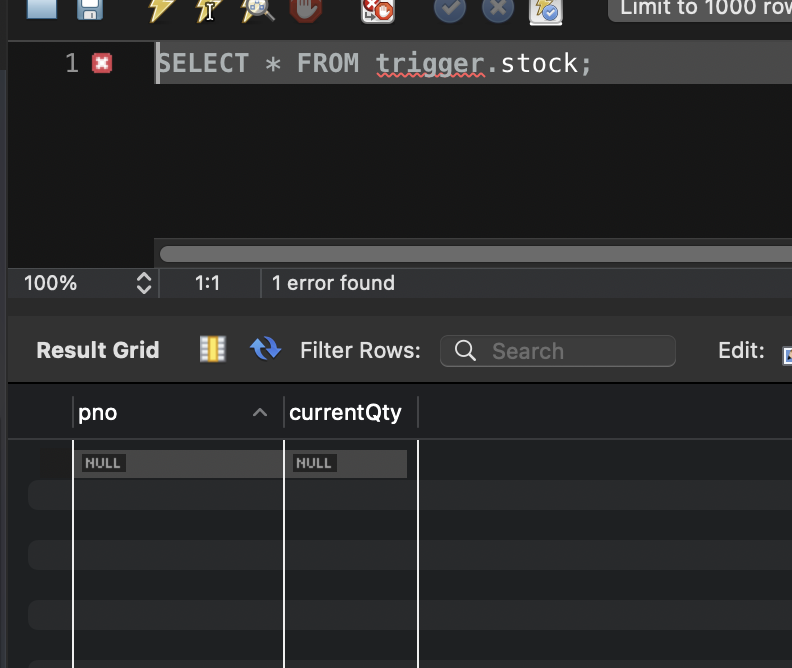 Limit to 1000 row
1 SELECT * FROM trigger.stock;
100% 1:1 1 error found
Result Grid Filter Rows: Search Edit:
pno currentQty
NULL NULL